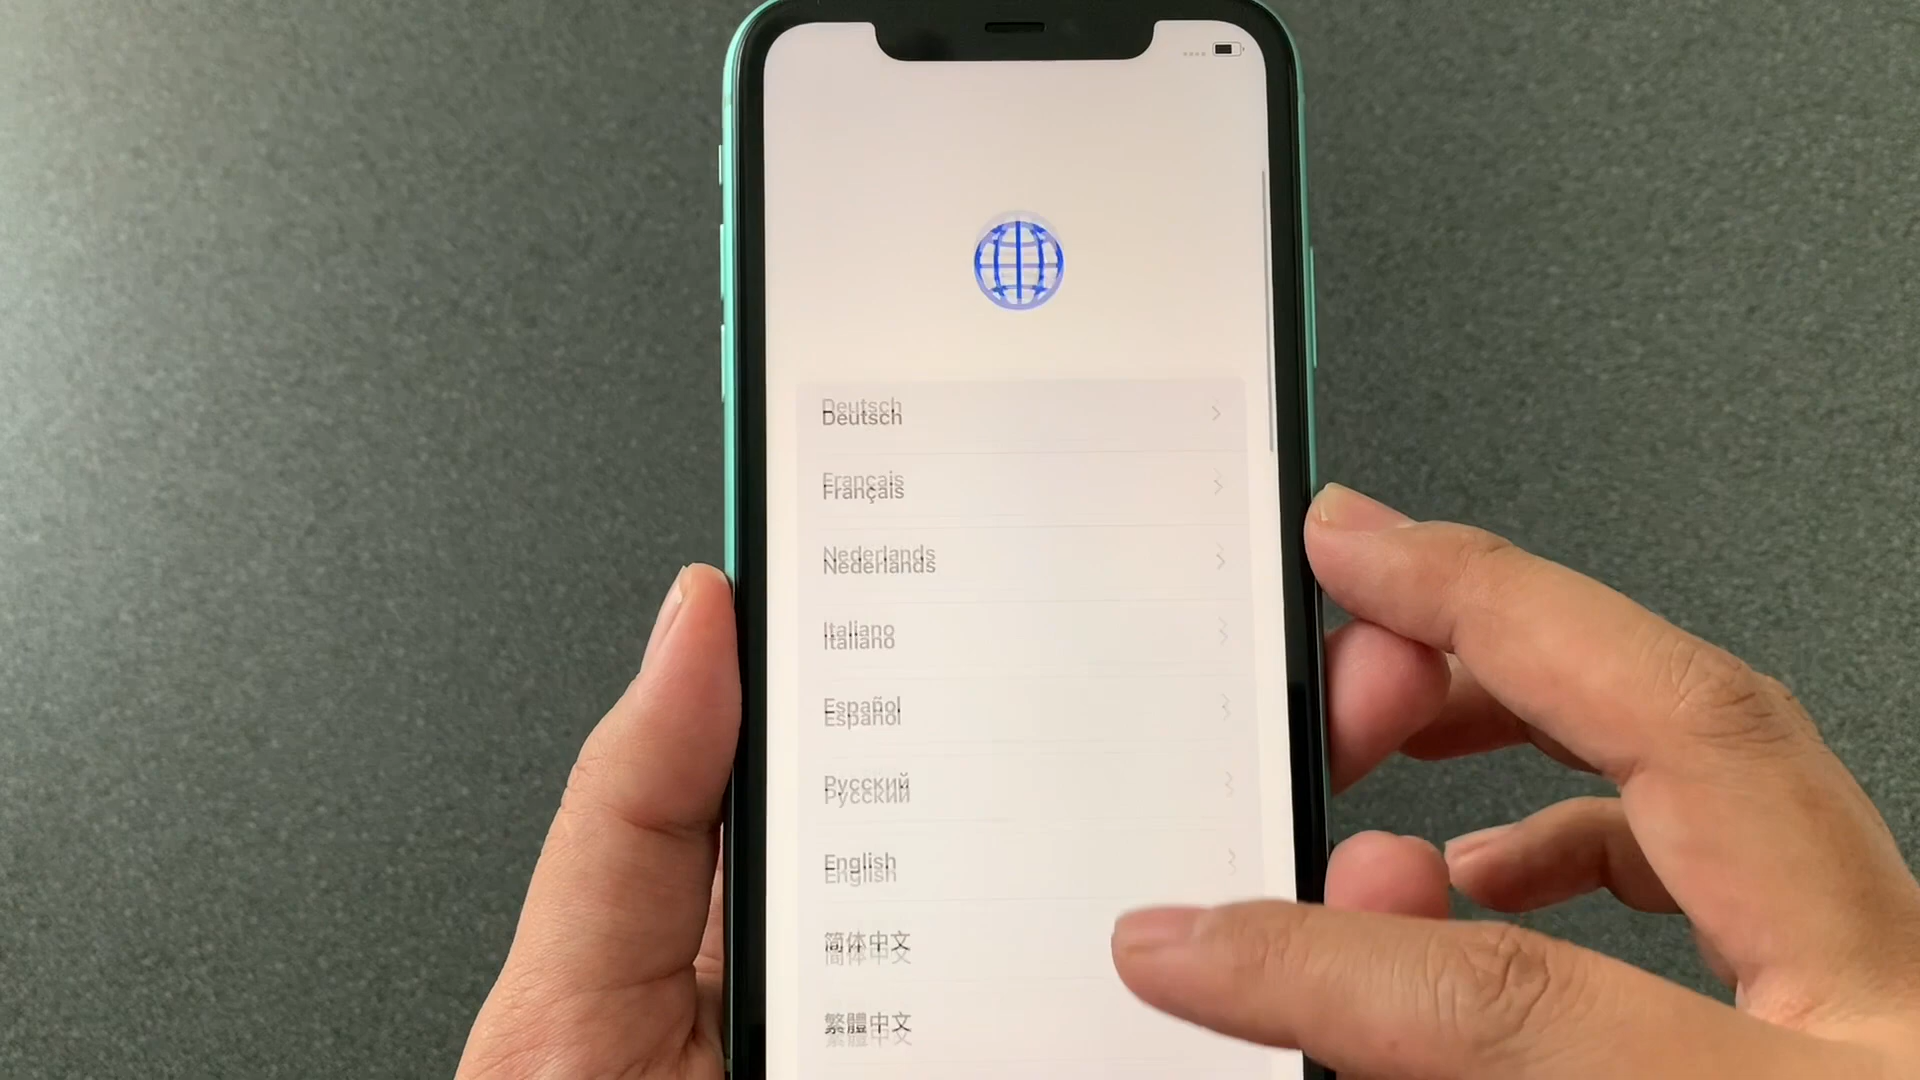 Deutsch
Français
Nederlands
Italiano
Español
Русский
English
简体中文
繁體中文